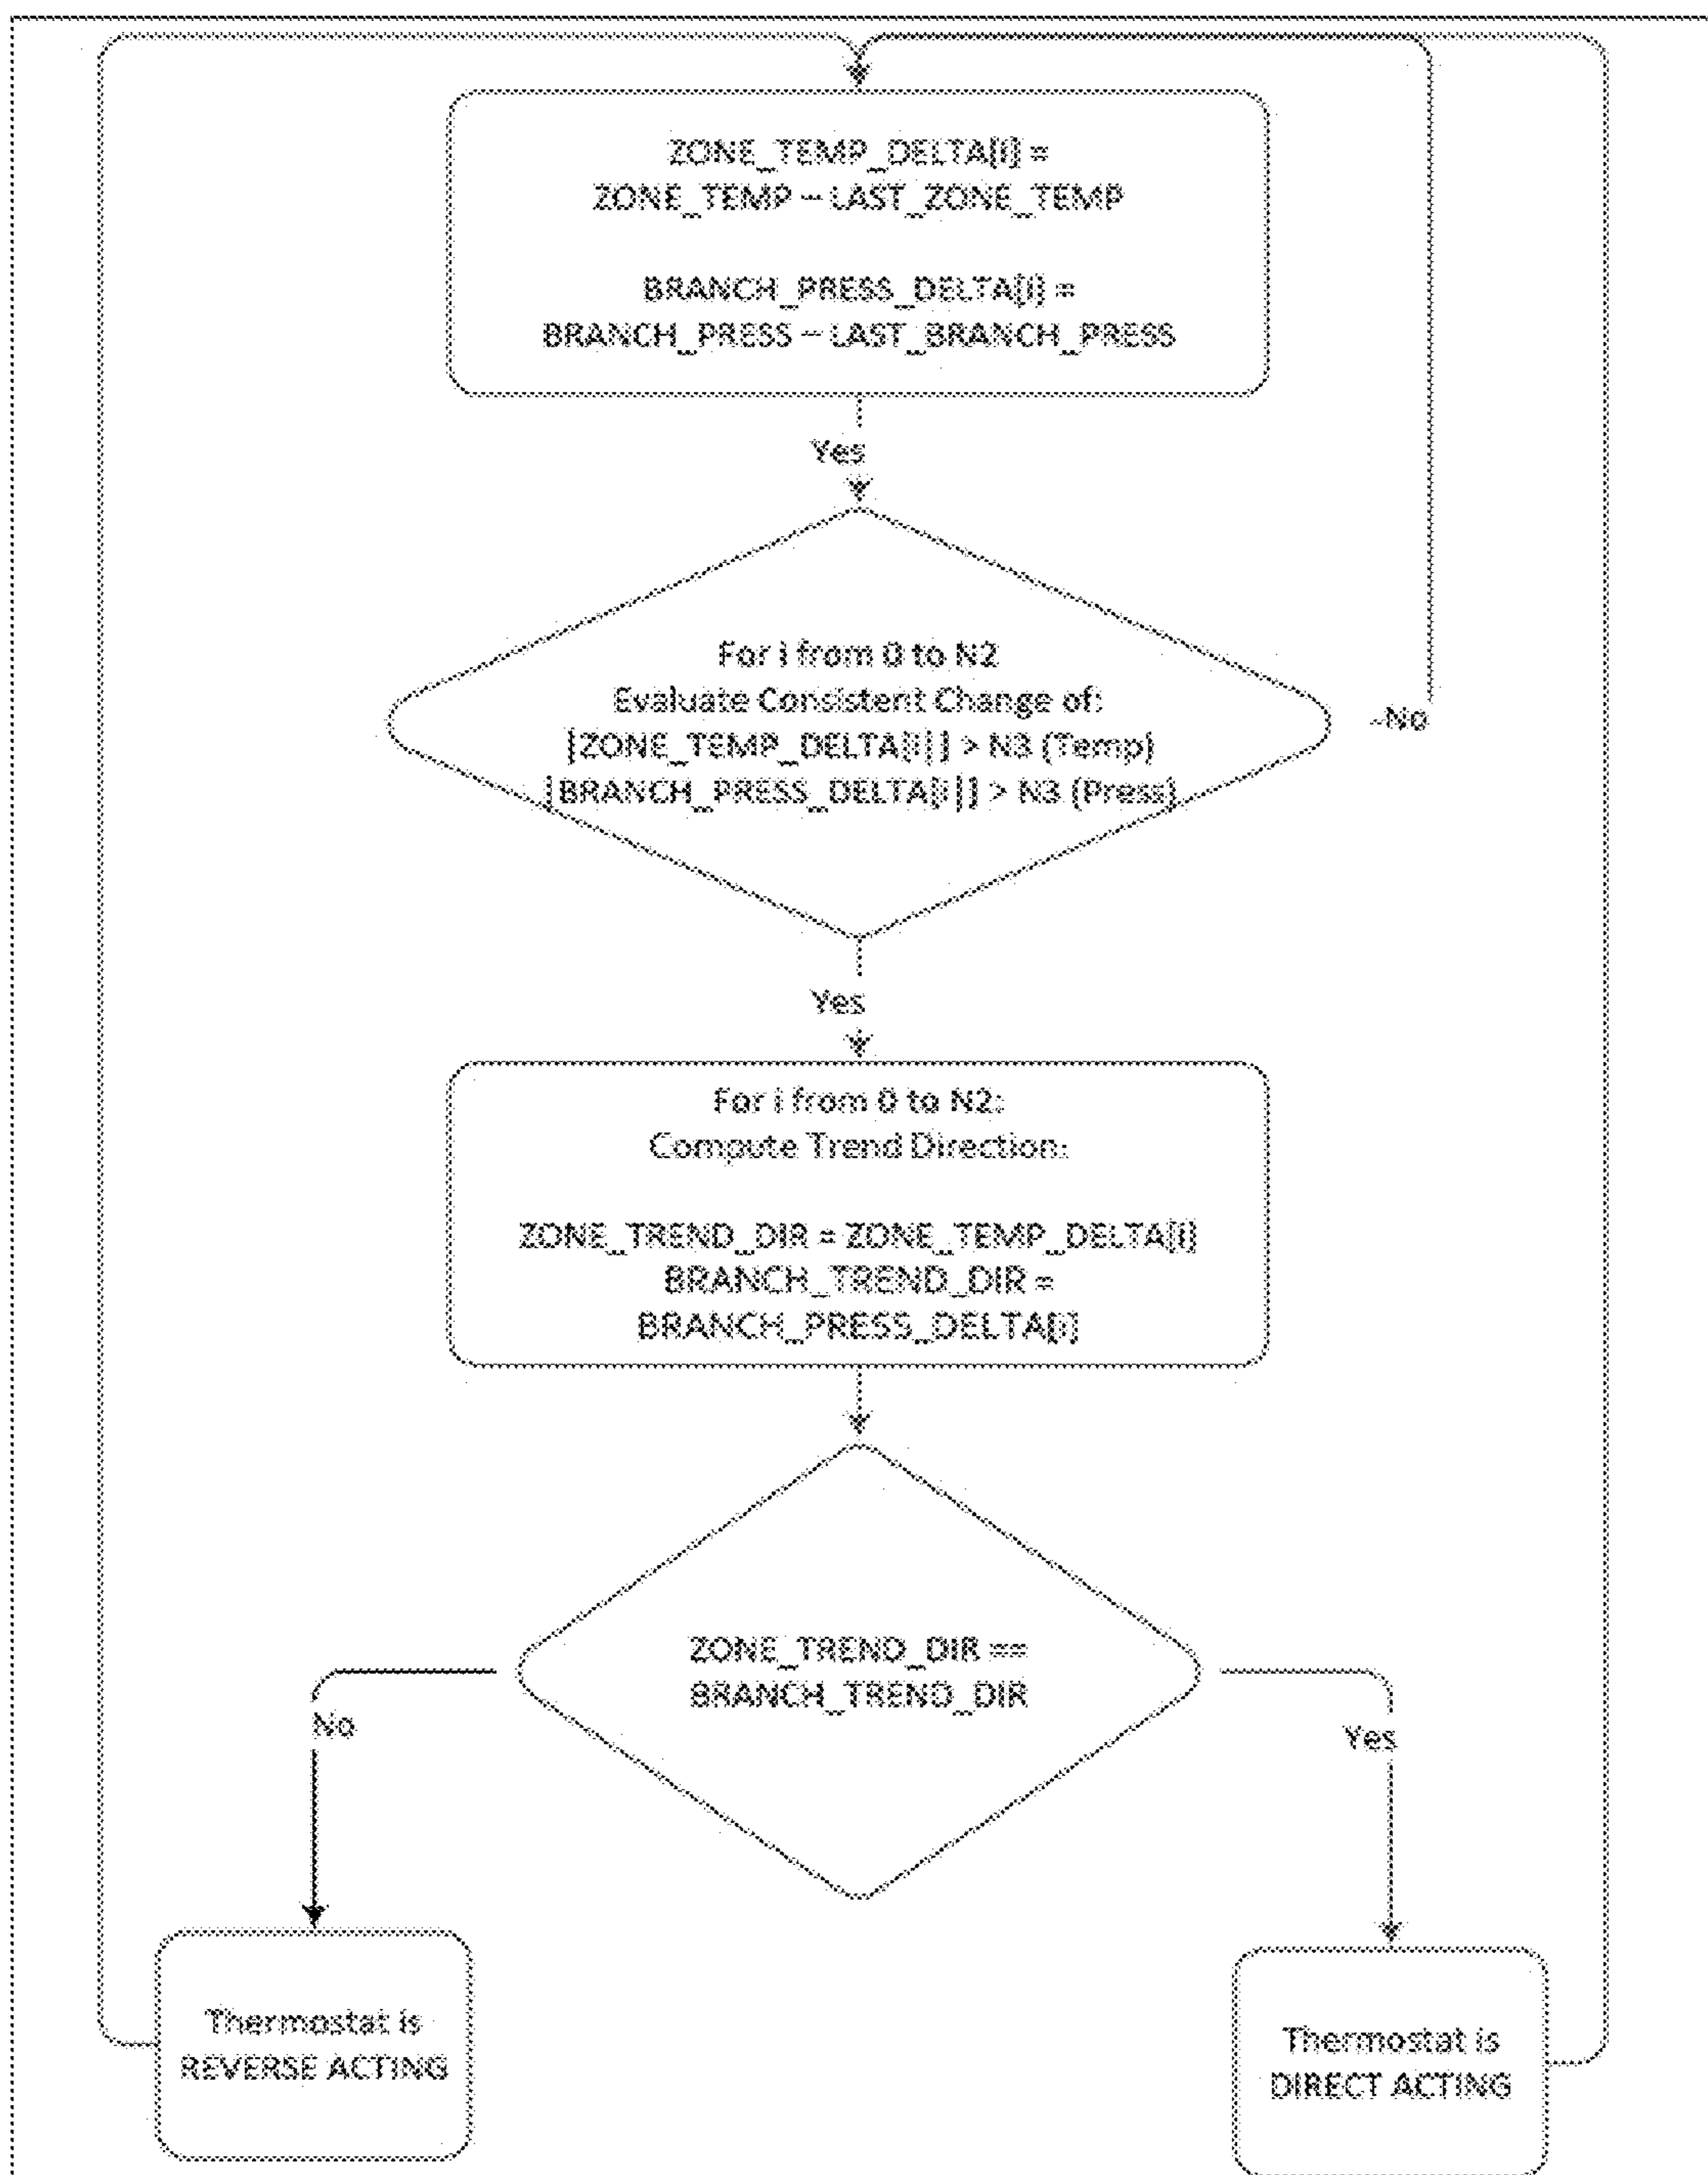 ZONE_TEMP_DELTA[i] =
ZONE_TEMP – LAST_ZONE_TEMP
BRANCH_PRESS_DELTA[i] =
BRANCH_PRESS – LAST_BRANCH_PRESS
Yes
For i from 0 to N2
Evaluate Consistent Change of:
|ZONE_TEMP_DELTA[i|] > N3 (Temp)
|BRANCH_PRESS_DELTA[i|] > N3 (Press)
-No
Yes
For i from 0 to N2:
Compute Trend Direction:
ZONE_TREND_DIR = ZONE_TEMP_DELTA[i]
BRANCH_TREND_DIR =
BRANCH_PRESS_DELTA[i]
ZONE_TREND_DIR ==
BRANCH_TREND_DIR
No
Yes
Thermostat is
REVERSE ACTING
Thermostat is
DIRECT ACTING